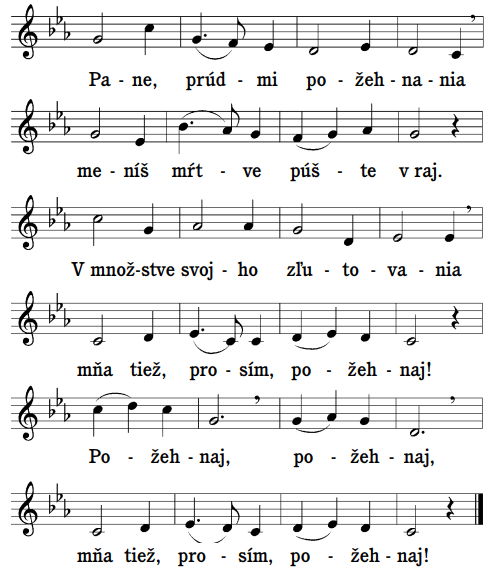 Pa - ne, prúd - mi po - žeh - na - nia
me - níš mŕt - ve púš - te v raj.
V množ-stve svoj - ho zľu - to - va - nia
mňa tiež, pro - sím, po - žeh - naj!
Po - žeh - naj, po - žeh - naj,
mňa tiež, pro - sím, po - žeh - naj!